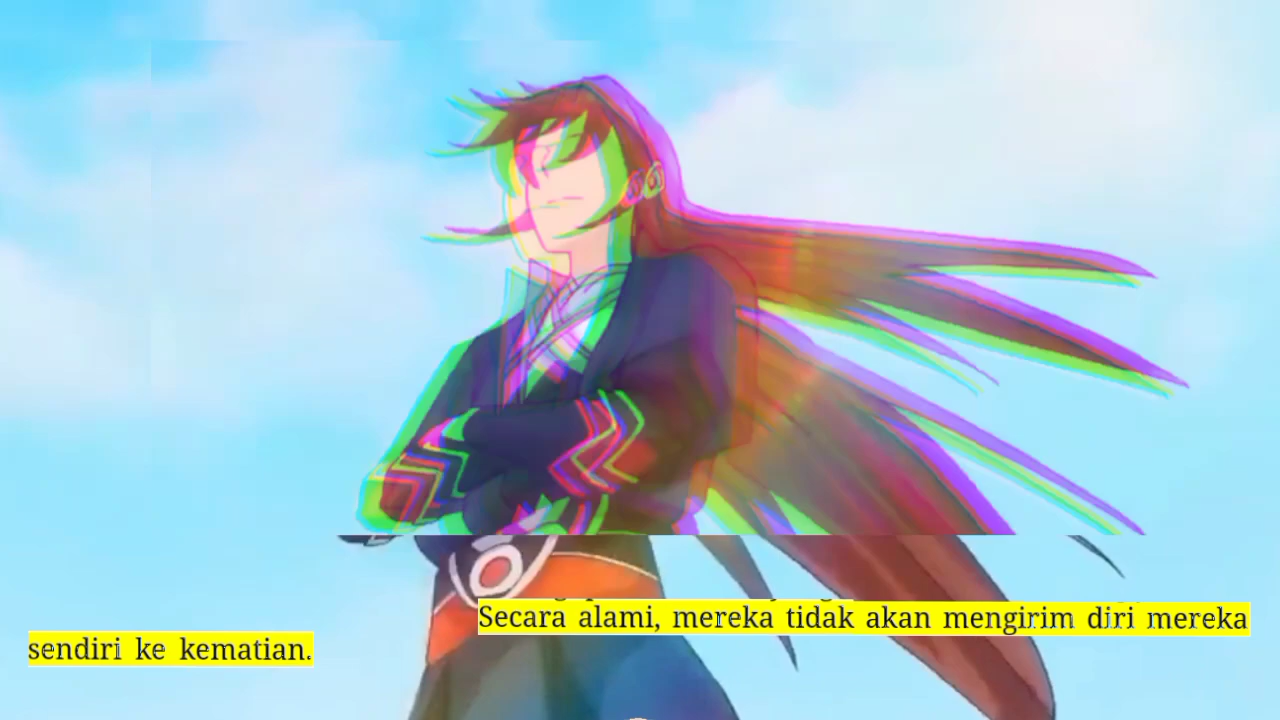 Secara alami, mereka tidak akan mengirim diri mereka
sendiri ke kematian.